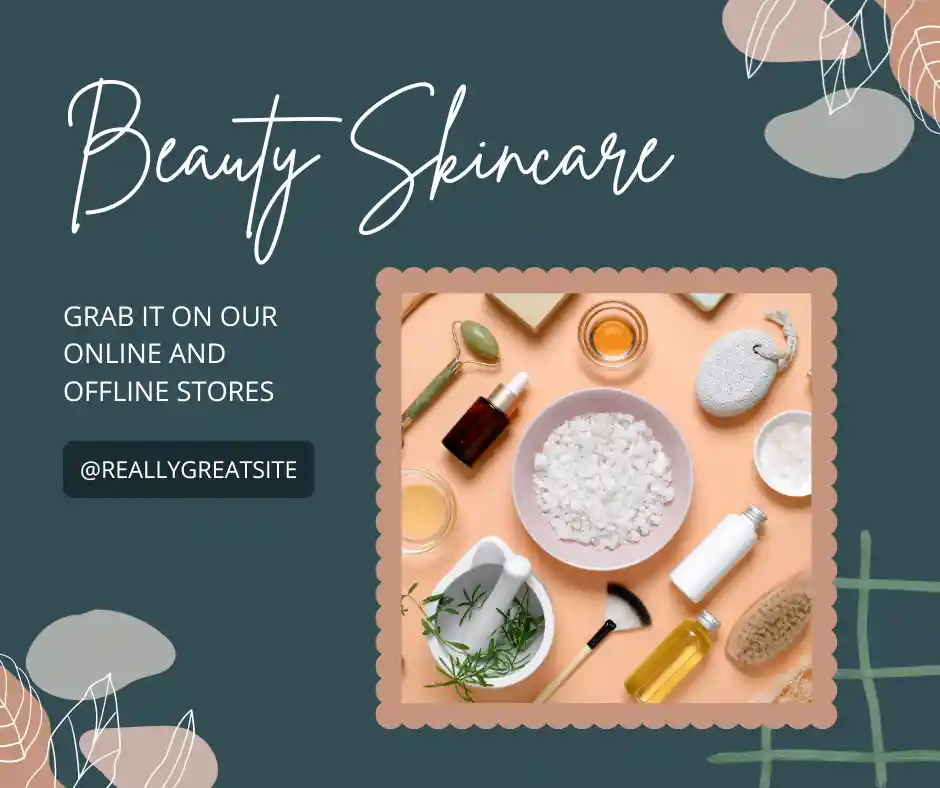 Beauty Skincare
GRAB IT ON OUR
ONLINE AND
OFFLINE STORES
@REALLYGREATSITE